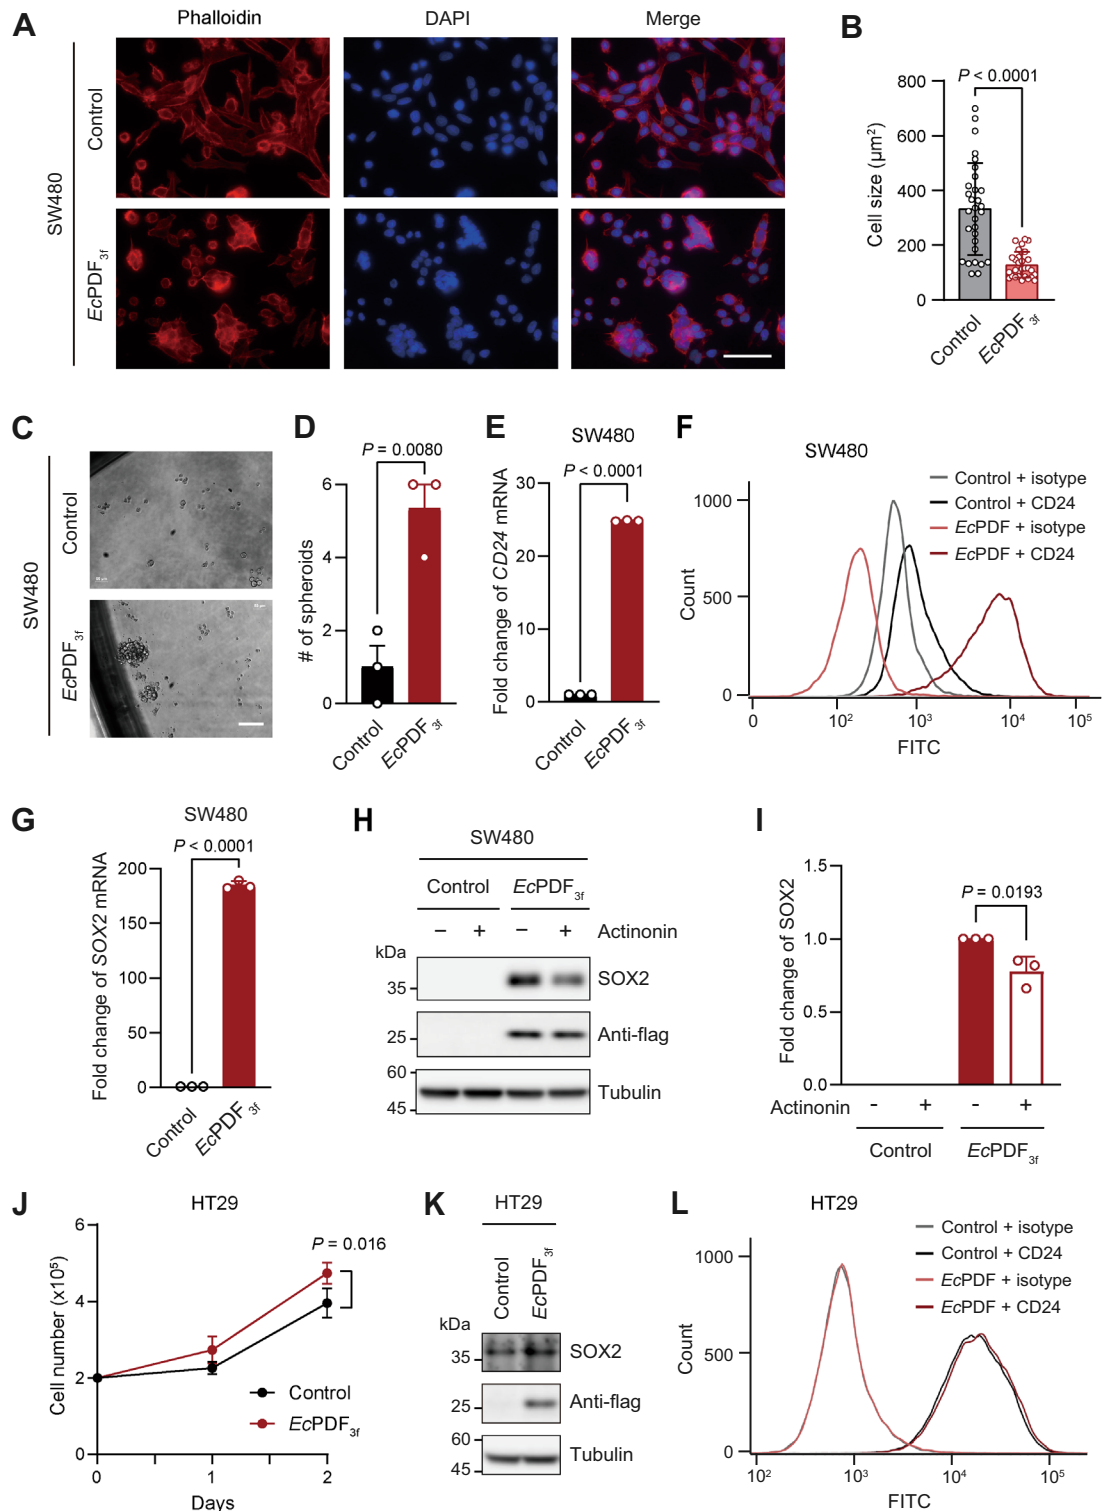 A
Phalloidin
DAPI
Merge
SW480
Control
EcPDF3f
B
P < 0.0001
Cell size (µm²)
800
600
400
200
0
Control
EcPDF3f
C
SW480
Control
EcPDF3f
D
P = 0.0080
# of spheroids
6
4
2
0
Control
EcPDF3f
E
SW480
P < 0.0001
Fold change of CD24 mRNA
30
20
10
0
Control
EcPDF3f
F
SW480
Control + isotype
Control + CD24
EcPDF + isotype
EcPDF + CD24
Count
1000
500
0
0 10² 10³ 10⁴ 10⁵
FITC
G
SW480
P < 0.0001
Fold change of SOX2 mRNA
200
150
100
50
0
Control
EcPDF3f
H
SW480
Control EcPDF3f
− + − + Actinonin
kDa
35
SOX2
25
Anti-flag
60
45
Tubulin
I
P = 0.0193
Fold change of SOX2
1.5
1.0
0.5
0.0
Actinonin - + - +
Control EcPDF3f
J
HT29
P = 0.016
Cell number (x10⁵)
6
4
2
0
Control
EcPDF3f
0 1 2
Days
K
HT29
Control
EcPDF3f
kDa
35
SOX2
25
Anti-flag
60
45
Tubulin
L
HT29
Control + isotype
Control + CD24
EcPDF + isotype
EcPDF + CD24
Count
1000
500
0
10² 10³ 10⁴ 10⁵
FITC